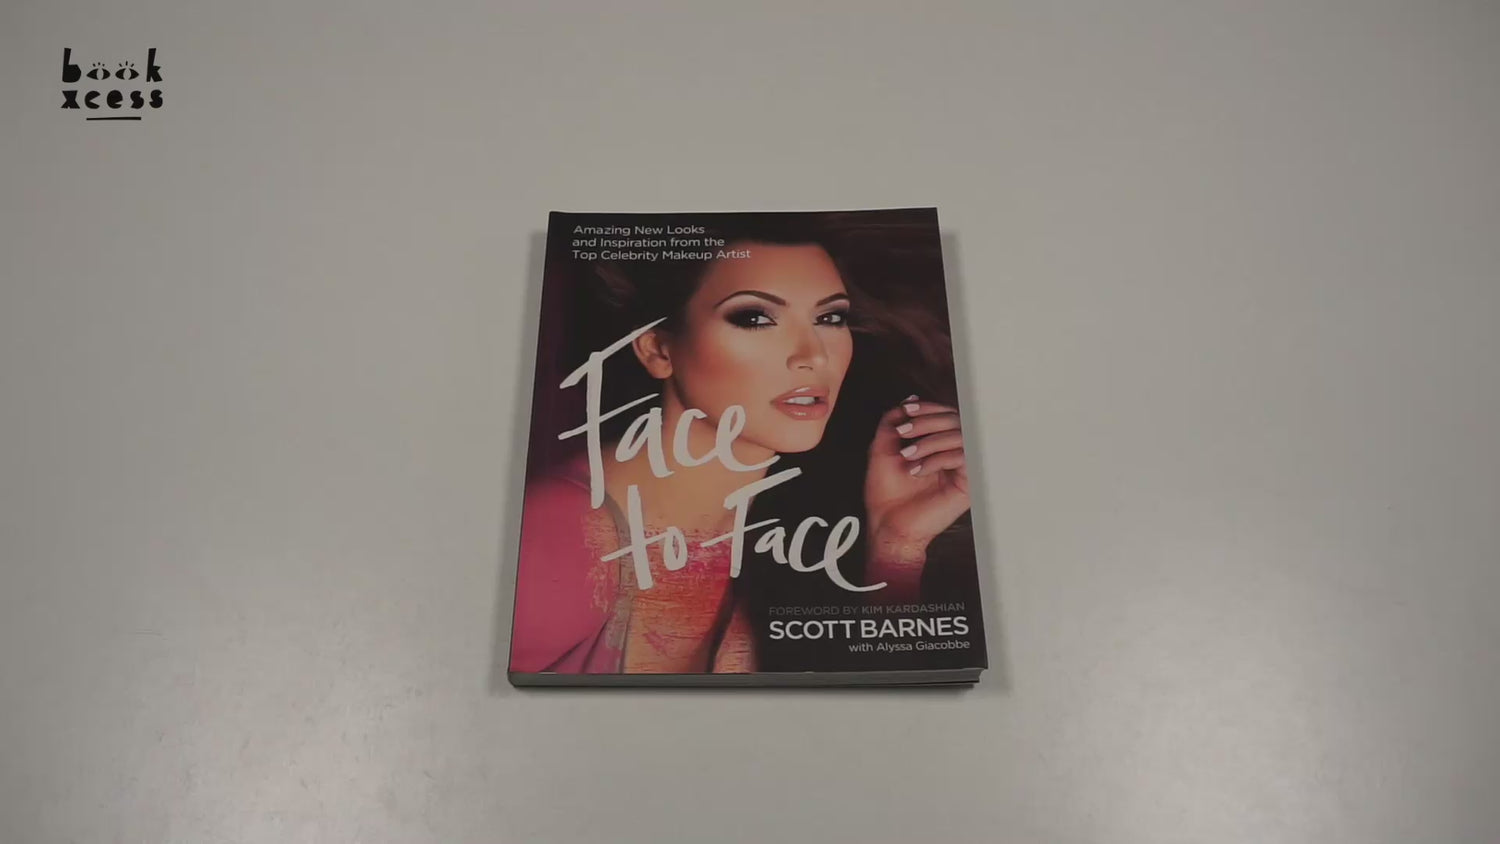 book
xcess
Amazing New Looks
and Inspiration from the
Top Celebrity Makeup Artist
Face
to Face
FOREWORD BY KIM KARDASHIAN
SCOTT BARNES
with Alyssa Giacobbe